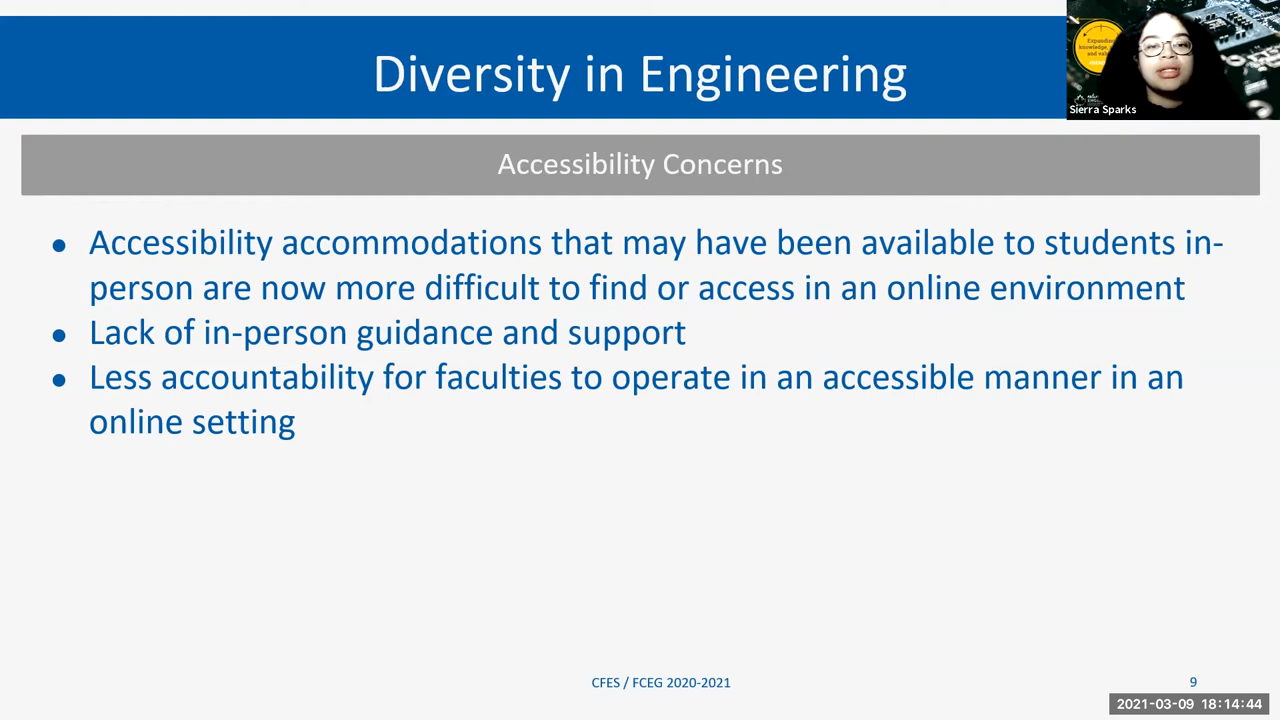 Diversity in Engineering
Expanding
knowledge,
and
Sierra Sparks
Accessibility Concerns
● Accessibility accommodations that may have been available to students in-
person are now more difficult to find or access in an online environment
● Lack of in-person guidance and support
● Less accountability for faculties to operate in an accessible manner in an
online setting
CFES / FCEG 2020-2021
9
2021-03-09 18:14:44